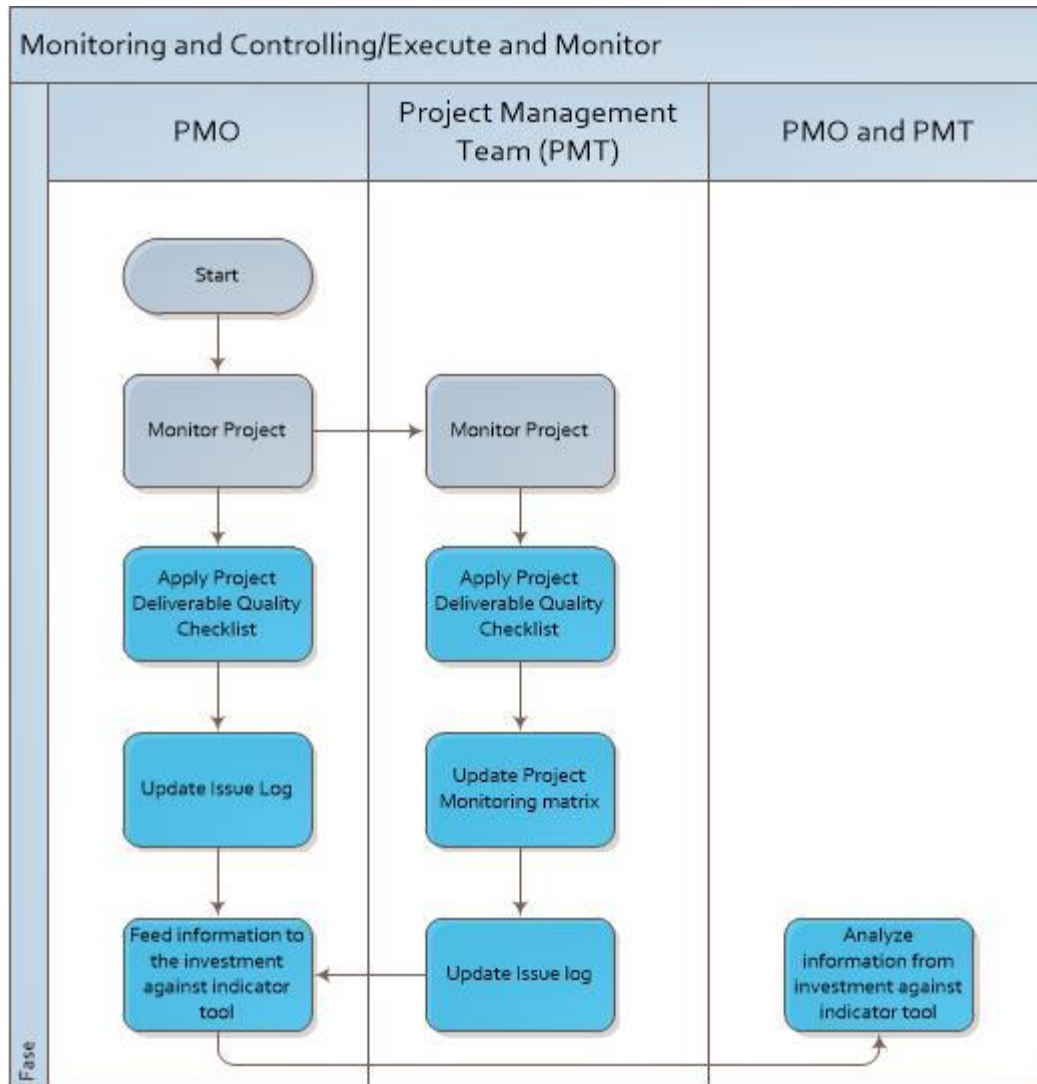 Monitoring and Controlling/Execute and Monitor
PMO
Project Management
Team (PMT)
PMO and PMT
Start
Monitor Project
Monitor Project
Apply Project
Deliverable Quality
Checklist
Apply Project
Deliverable Quality
Checklist
Update Issue Log
Update Project
Monitoring matrix
Feed information to
the investment
against indicator
tool
Update Issue log
Analyze
information from
investment against
indicator tool
Fase